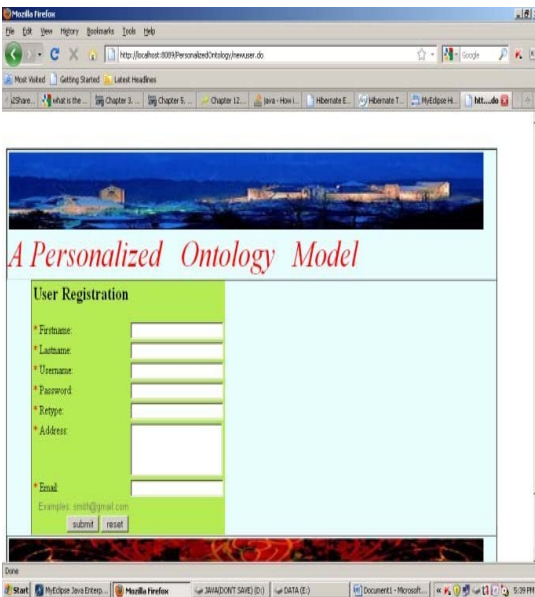 Mozilla Firefox
File Edit View History Bookmarks Tools Help
http://localhost:8089/PersonalizedOntology/newuser.do
Google
Most Visited Getting Started Latest Headlines
what is the ... Chapter 3. ... Chapter 5. ... Chapter 12... Java - How i... Hibernate E... Hibernate T... MyEclipse H... htt....do
A Personalized Ontology Model
User Registration
* Firstname:
* Lastname:
* Username:
* Password:
* Retype:
* Address:
* Email:
Examples: smith@gmail.com
submit reset
Done
Start MyEclipse Java Enterp... Mozilla Firefox JAVA(DON'T SAVE) (D:) DATA (E:) Document1 - Microsoft... 5:39 PM